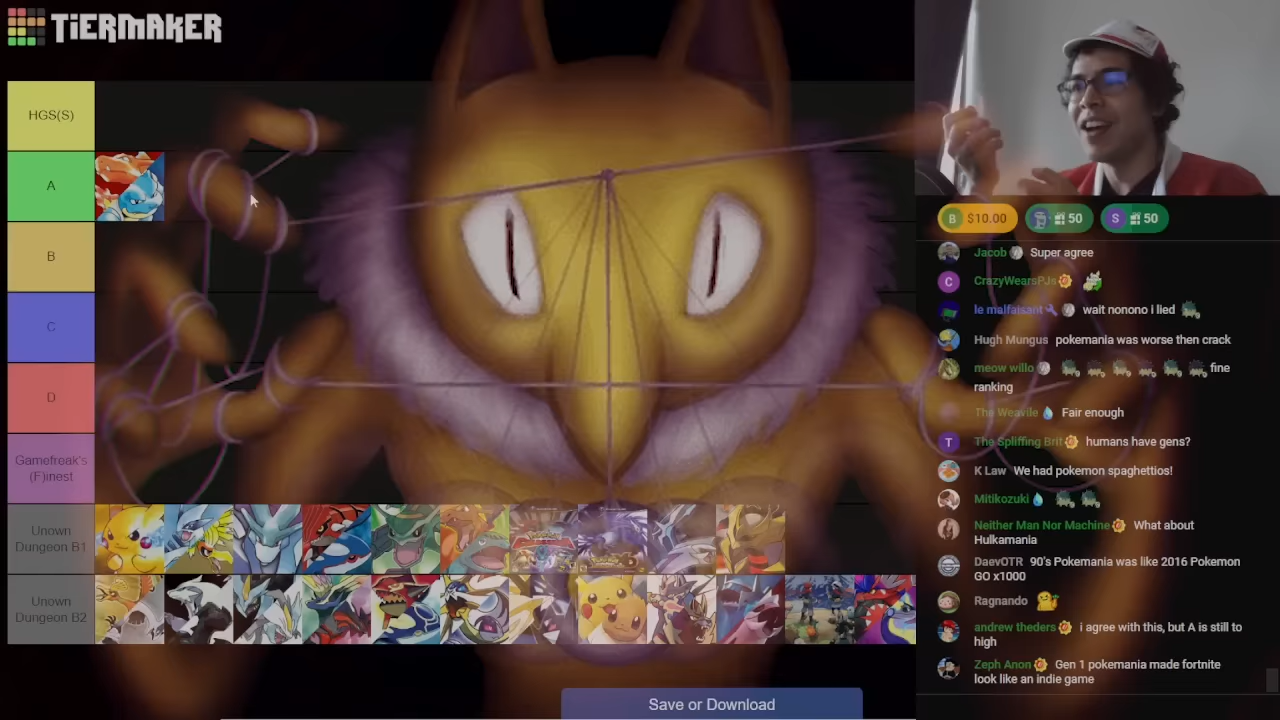 TiERMAKER
HGS(S)
A
B
C
D
Gamefreak's
(F)inest
Unown
Dungeon B1
Unown
Dungeon B2
Save or Download
B $10.00
50
S 50
Jacob Super agree
C CrazyWearsPJs
le malfaisant wait nonono i lied
Hugh Mungus pokemania was worse then crack
meow willo fine
ranking
The Weavile Fair enough
T The Spliffing Brit humans have gens?
K Law We had pokemon spaghettios!
Mitikozuki
Neither Man Nor Machine What about
Hulkamania
DaevOTR 90's Pokemania was like 2016 Pokemon
GO x1000
Ragnando
andrew theders i agree with this, but A is still to
high
Zeph Anon Gen 1 pokemania made fortnite
look like an indie game